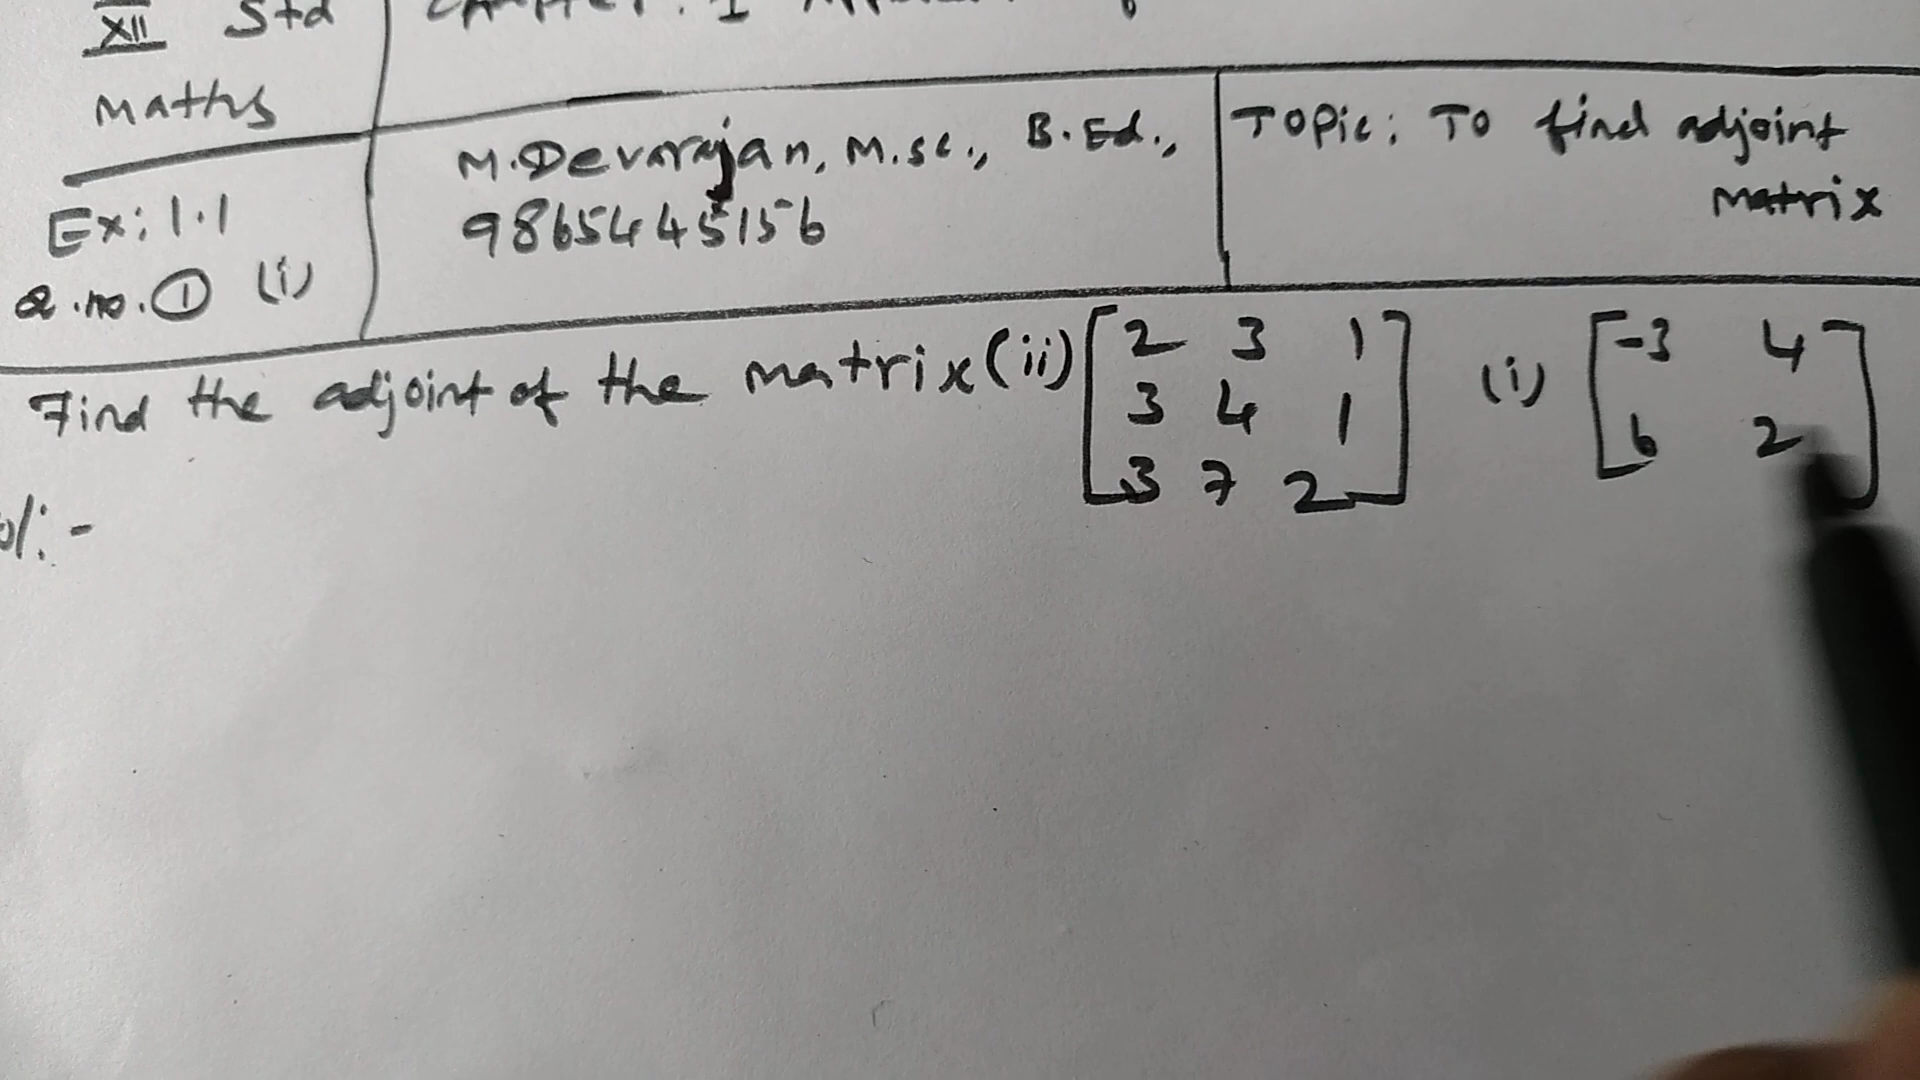 XII Std
Maths
Ex: 1.1
Q.no. ① (i)
M. Devarajan, M.sc., B.Ed.,
9865445156
Topic: To find adjoint
matrix
Find the adjoint of the matrix (ii) [2 3 1
3 4 1
3 7 2]
(i) [-3 4
6 2]
ol:-